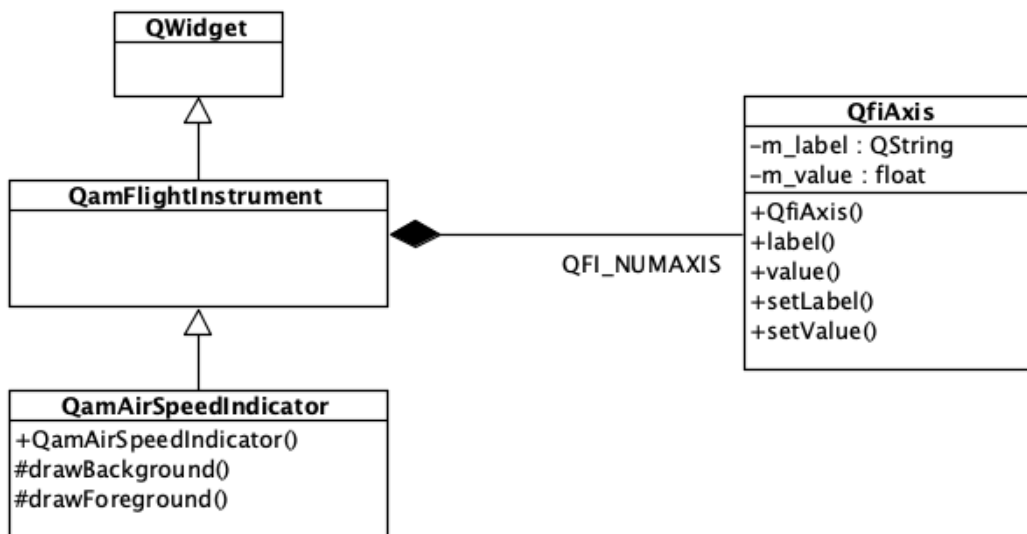 QWidget
QamFlightInstrument
QFI_NUMAXIS
QfiAxis
-m_label : QString
-m_value : float
+QfiAxis()
+label()
+value()
+setLabel()
+setValue()
QamAirSpeedIndicator
+QamAirSpeedIndicator()
#drawBackground()
#drawForeground()